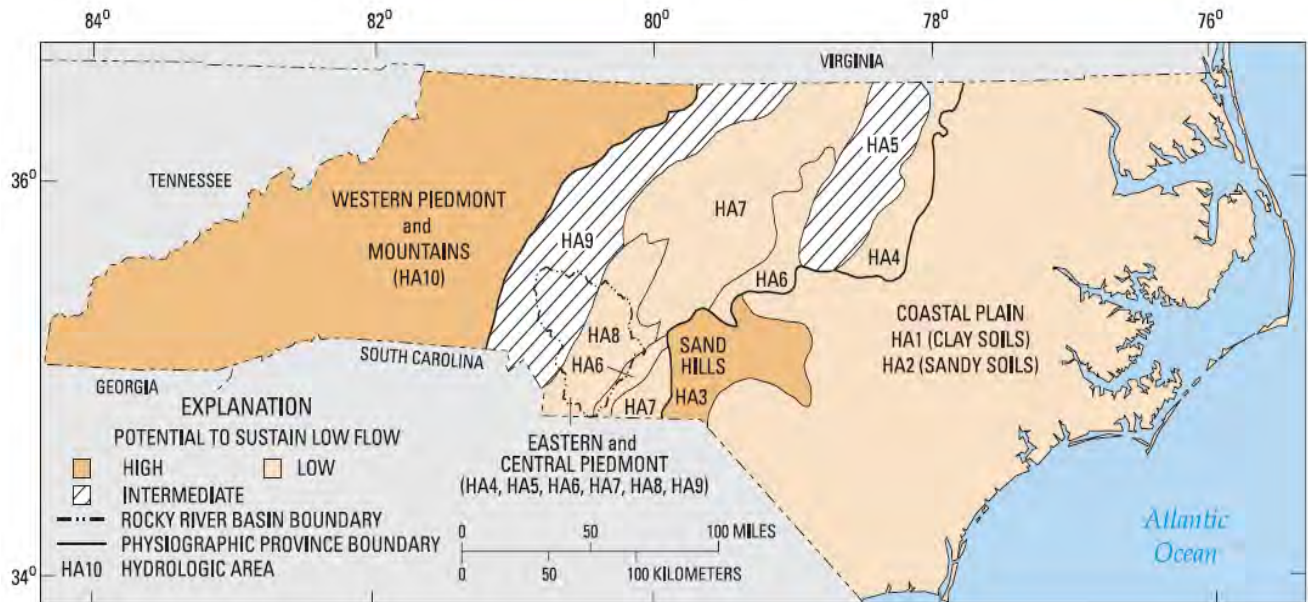 84°
82°
80°
78°
76°
VIRGINIA
TENNESSEE
36°
WESTERN PIEDMONT
and
MOUNTAINS
(HA10)
HA9
HA7
HA5
HA4
HA6
HA8
HA6
HA7
SAND
HILLS
HA3
COASTAL PLAIN
HA1 (CLAY SOILS)
HA2 (SANDY SOILS)
SOUTH CAROLINA
GEORGIA
EASTERN and
CENTRAL PIEDMONT
(HA4, HA5, HA6, HA7, HA8, HA9)
EXPLANATION
POTENTIAL TO SUSTAIN LOW FLOW
HIGH LOW
INTERMEDIATE
ROCKY RIVER BASIN BOUNDARY
PHYSIOGRAPHIC PROVINCE BOUNDARY
HA10 HYDROLOGIC AREA
0 50 100 MILES
0 50 100 KILOMETERS
Atlantic
Ocean
34°